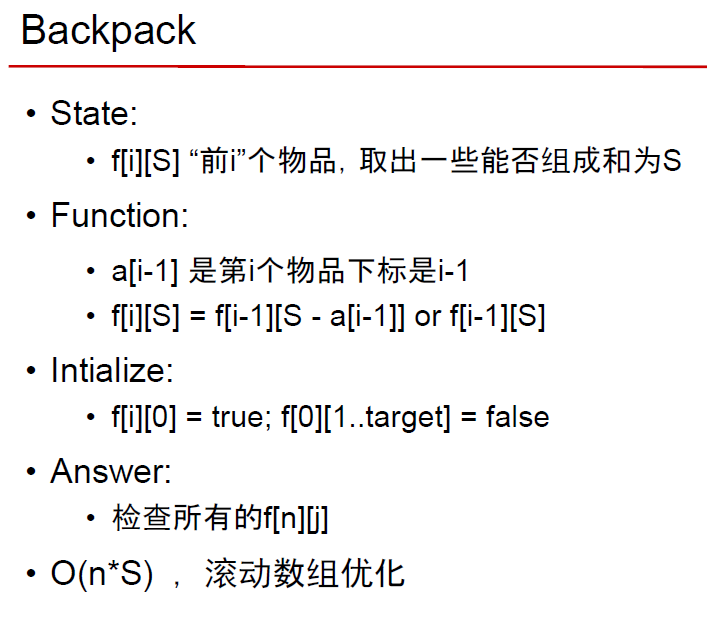 Backpack
• State:
• f[i][S] “前i”个物品, 取出一些能否组成和为S
• Function:
• a[i-1] 是第i个物品下标是i-1
• f[i][S] = f[i-1][S - a[i-1]] or f[i-1][S]
• Intialize:
• f[i][0] = true; f[0][1..target] = false
• Answer:
• 检查所有的f[n][j]
• O(n*S) ， 滚动数组优化